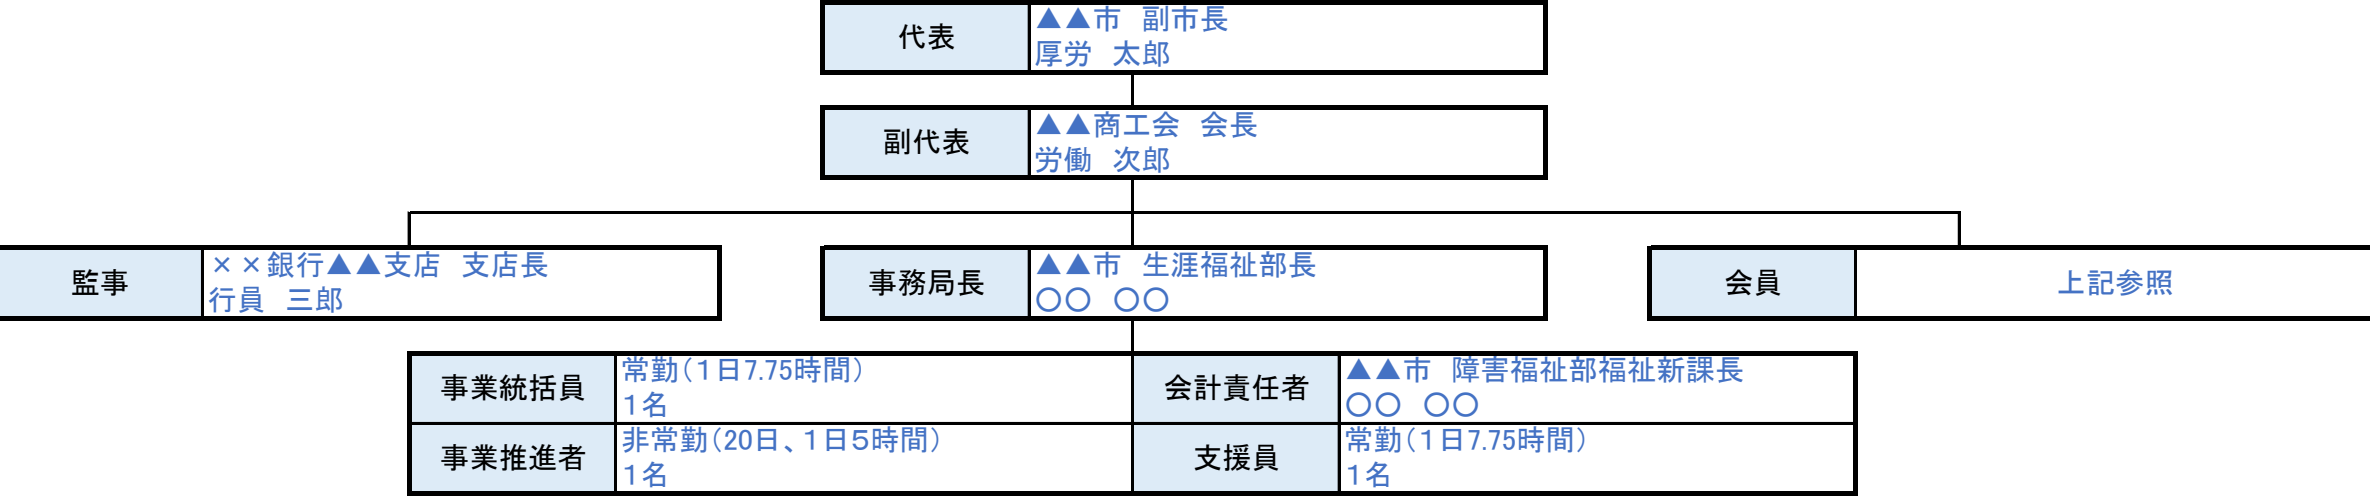 代表
▲▲市　副市長
厚労　太郎
副代表
▲▲商工会　会長
労働　次郎
監事
××銀行▲▲支店　支店長
行員　三郎
事務局長
▲▲市　生涯福祉部長
〇〇　〇〇
会員
上記参照
事業統括員
常勤（１日7.75時間）
１名
会計責任者
▲▲市　障害福祉部福祉新課長
〇〇　〇〇
事業推進者
非常勤（20日、１日５時間）
１名
支援員
常勤（１日7.75時間）
１名